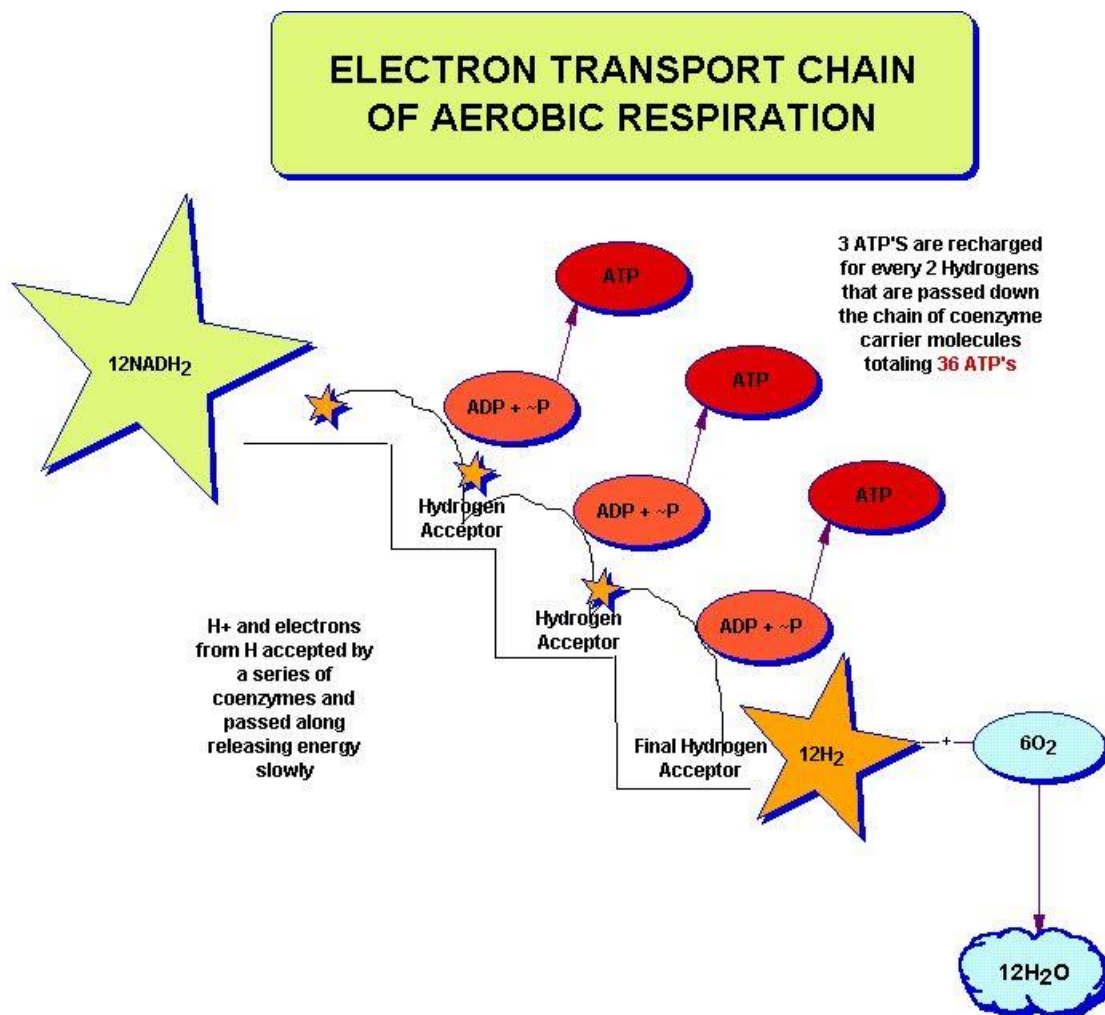 ELECTRON TRANSPORT CHAIN
OF AEROBIC RESPIRATION
12NADH2
ATP
3 ATP'S are recharged
for every 2 Hydrogens
that are passed down
the chain of coenzyme
carrier molecules
totaling 36 ATP's
ADP + ~P
ATP
Hydrogen
Acceptor
ADP + ~P
ATP
Hydrogen
Acceptor
ADP + ~P
H+ and electrons
from H accepted by
a series of
coenzymes and
passed along
releasing energy
slowly
Final Hydrogen
Acceptor
12H2
+
6O2
12H2O